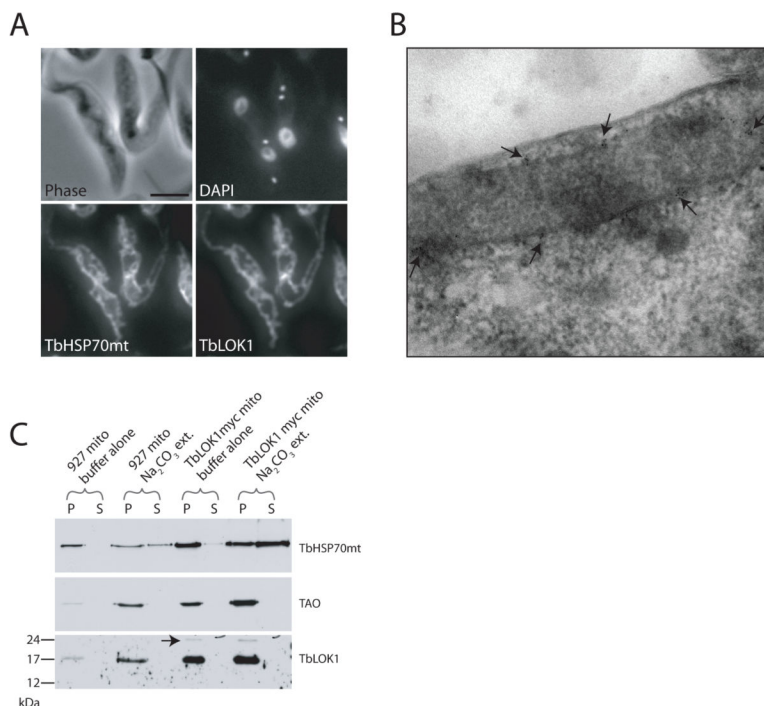 A
Phase
DAPI
TbHSP70mt
TbLOK1
B
C
927 mito
buffer alone
927 mito
Na2CO3 ext.
TbLOK1myc mito
buffer alone
TbLOK1 myc mito
Na2CO3 ext.
P S P S P S P S
TbHSP70mt
TAO
24
17
12
kDa
TbLOK1